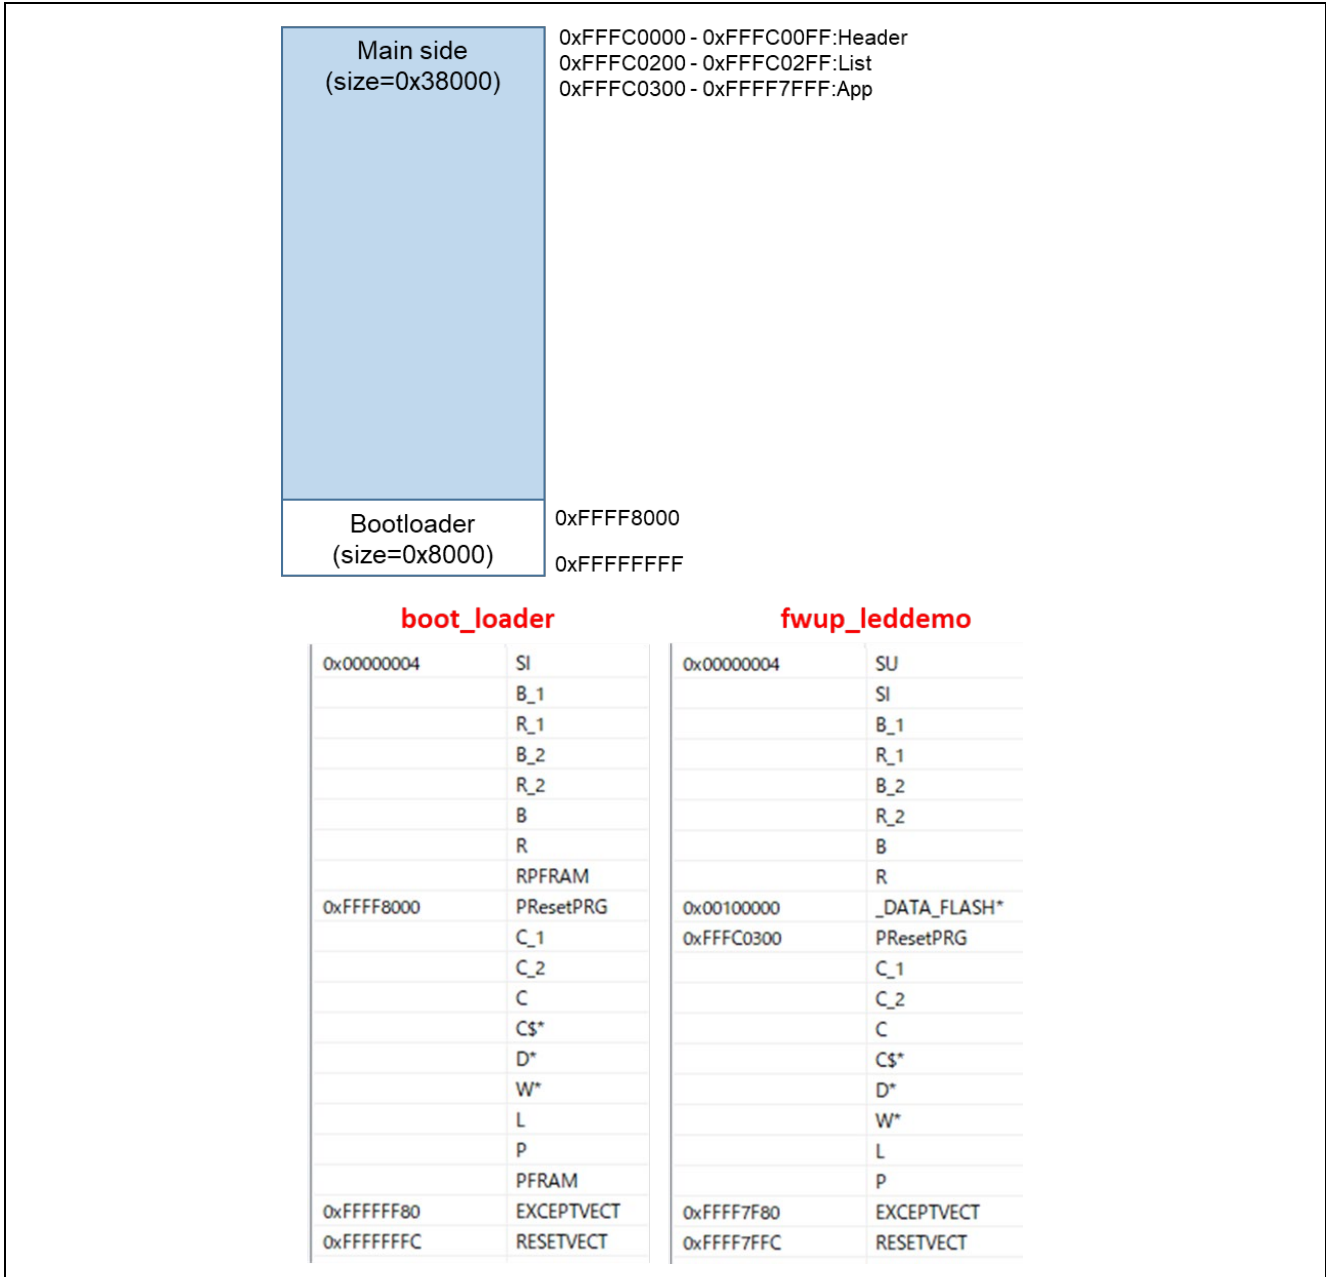 Main side
(size=0x38000)
0xFFFC0000 - 0xFFFC00FF:Header
0xFFFC0200 - 0xFFFC02FF:List
0xFFFC0300 - 0xFFFF7FFF:App
Bootloader
(size=0x8000)
0xFFFF8000
0xFFFFFFFF
boot_loader
0x00000004 SI
B_1
R_1
B_2
R_2
B
R
RPFRAM
0xFFFF8000 PResetPRG
C_1
C_2
C
C$*
D*
W*
L
P
PFRAM
0xFFFFFF80 EXCEPTVECT
0xFFFFFFFC RESETVECT
fwup_leddemo
0x00000004 SU
SI
B_1
R_1
B_2
R_2
B
R
0x00100000 _DATA_FLASH*
0xFFFC0300 PResetPRG
C_1
C_2
C
C$*
D*
W*
L
P
0xFFFF7F80 EXCEPTVECT
0xFFFF7FFC RESETVECT